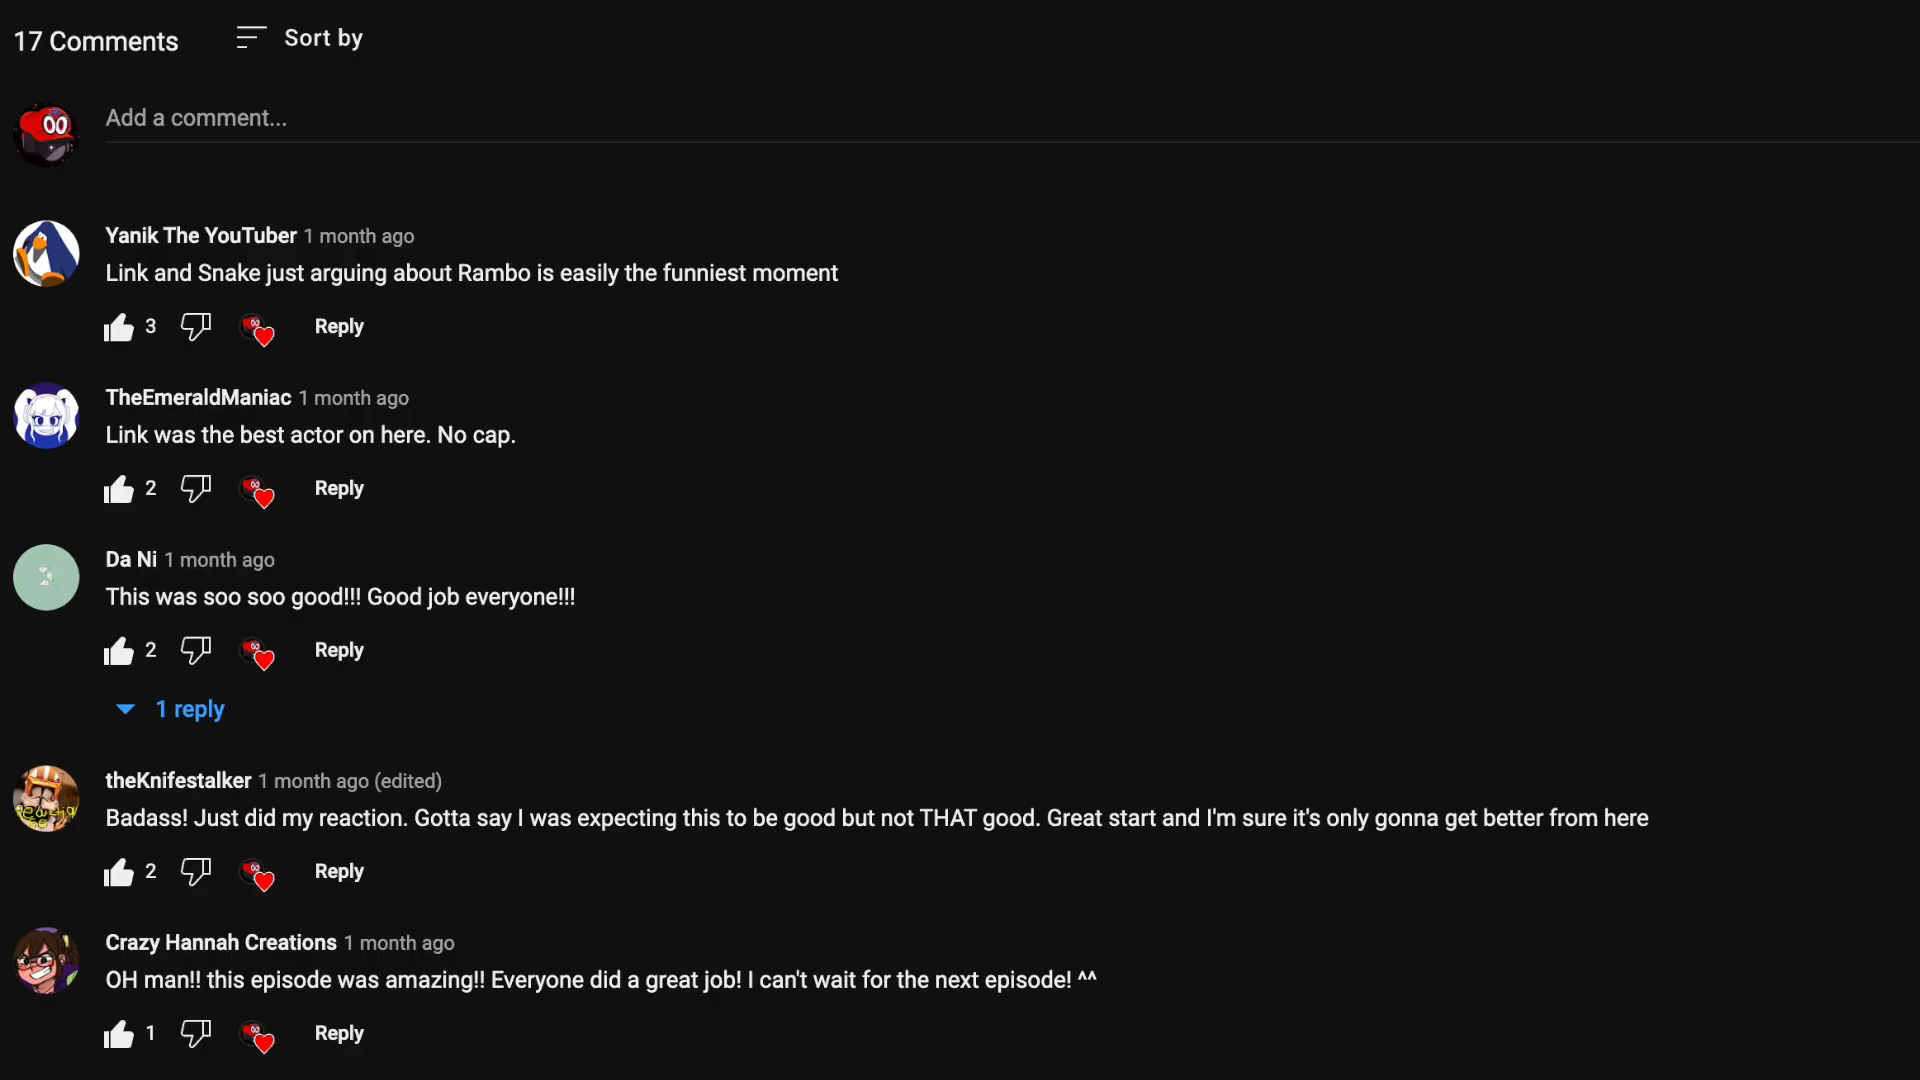 17 Comments
Sort by
Add a comment...
Yanik The YouTuber 1 month ago
Link and Snake just arguing about Rambo is easily the funniest moment
3 Reply
TheEmeraldManiac 1 month ago
Link was the best actor on here. No cap.
2 Reply
Da Ni 1 month ago
This was soo soo good!!! Good job everyone!!!
2 Reply
1 reply
theKnifestalker 1 month ago (edited)
Badass! Just did my reaction. Gotta say I was expecting this to be good but not THAT good. Great start and I'm sure it's only gonna get better from here
2 Reply
Crazy Hannah Creations 1 month ago
OH man!! this episode was amazing!! Everyone did a great job! I can't wait for the next episode! ^^
1 Reply